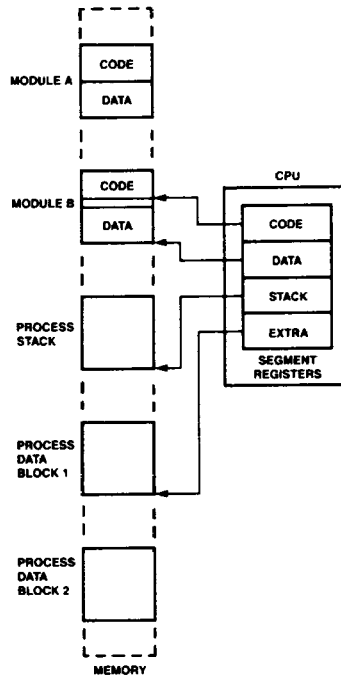 MODULE A
CODE
DATA
MODULE B
CODE
DATA
CPU
CODE
DATA
STACK
EXTRA
SEGMENT
REGISTERS
PROCESS
STACK
PROCESS
DATA
BLOCK 1
PROCESS
DATA
BLOCK 2
MEMORY